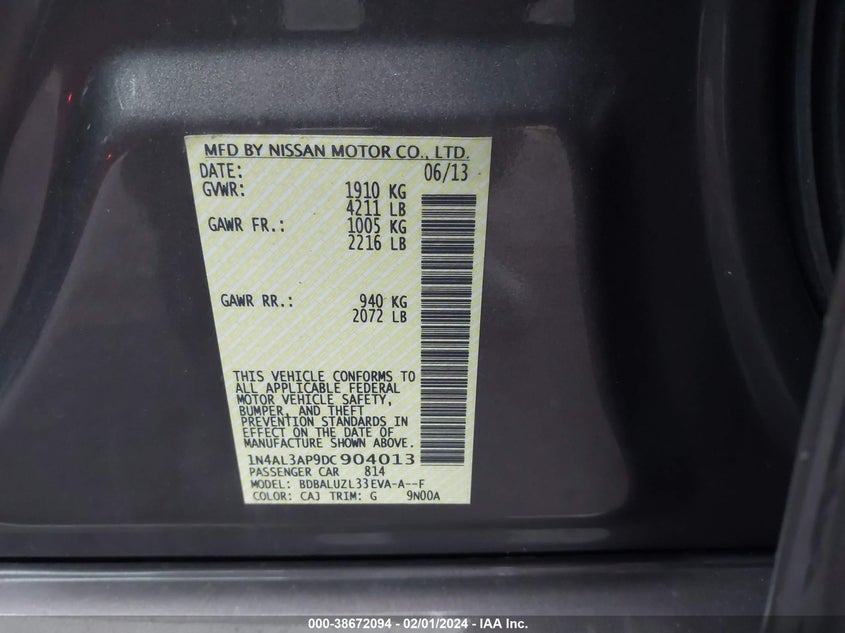 MFD BY NISSAN MOTOR CO., LTD.
DATE: 06/13
GVWR: 1910 KG
4211 LB
GAWR FR.: 1005 KG
2216 LB
GAWR RR.: 940 KG
2072 LB
THIS VEHICLE CONFORMS TO
ALL APPLICABLE FEDERAL
MOTOR VEHICLE SAFETY,
BUMPER, AND THEFT
PREVENTION STANDARDS IN
EFFECT ON THE DATE OF
MANUFACTURE SHOWN ABOVE.
1N4AL3AP9DC904013
PASSENGER CAR 814
MODEL: BDBALUZL33EVA-A--F
COLOR: CAJ TRIM: G 9N00A
000-38672094 - 02/01/2024 - IAA Inc.